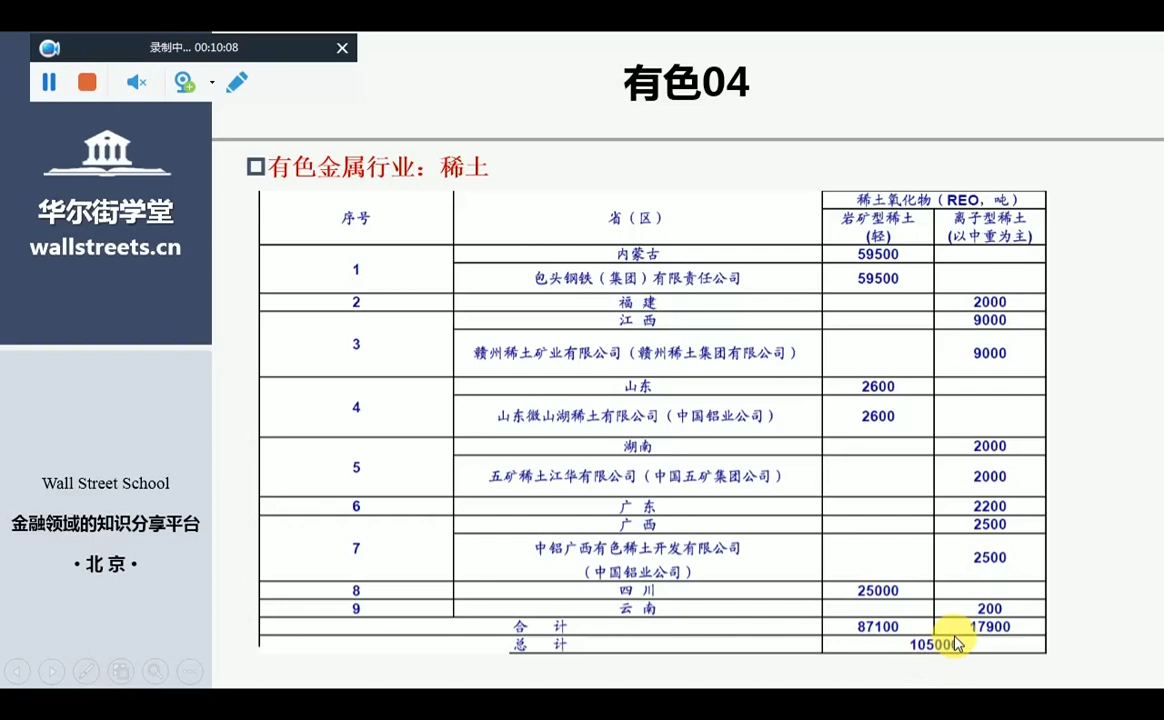 录制中... 00:10:08
有色04
华尔街学堂
wallstreets.cn
Wall Street School
金融领域的知识分享平台
·北京·
有色金属行业：稀土
序号 省（区） 稀土氧化物（REO，吨）
岩矿型稀土（轻） 离子型稀土（以中重为主）
1 内蒙古 59500
包头钢铁（集团）有限责任公司 59500
2 福 建 2000
3 江 西 9000
赣州稀土矿业有限公司（赣州稀土集团有限公司） 9000
4 山东 2600
山东微山湖稀土有限公司（中国铝业公司） 2600
5 湖南 2000
五矿稀土江华有限公司（中国五矿集团公司） 2000
6 广 东 2200
7 广 西 2500
中铝广西有色稀土开发有限公司
（中国铝业公司） 2500
8 四 川 25000
9 云 南 200
合 计 87100 17900
总 计 105000